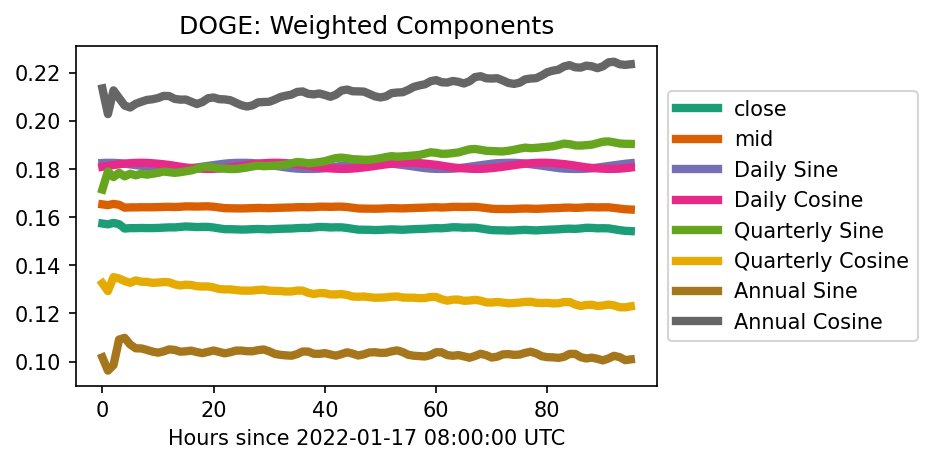 DOGE: Weighted Components
0.22
0.20
0.18
0.16
0.14
0.12
0.10
0 20 40 60 80
Hours since 2022-01-17 08:00:00 UTC
close
mid
Daily Sine
Daily Cosine
Quarterly Sine
Quarterly Cosine
Annual Sine
Annual Cosine